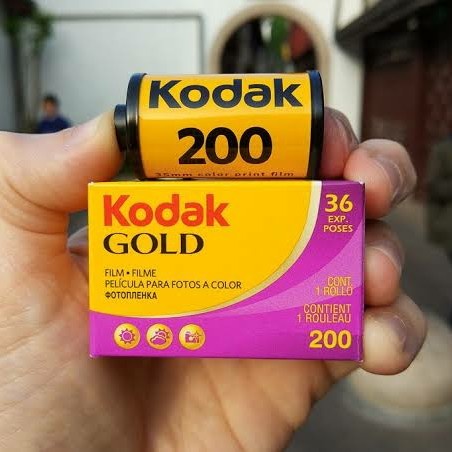 Kodak
200
35mm color print film
Kodak
GOLD
FILM • FILME
PELÍCULA PARA FOTOS A COLOR
ФОТОПЛЕНКА
36
EXP.
POSES
CONT.
1 ROLLO
CONTIENT
1 ROULEAU
200